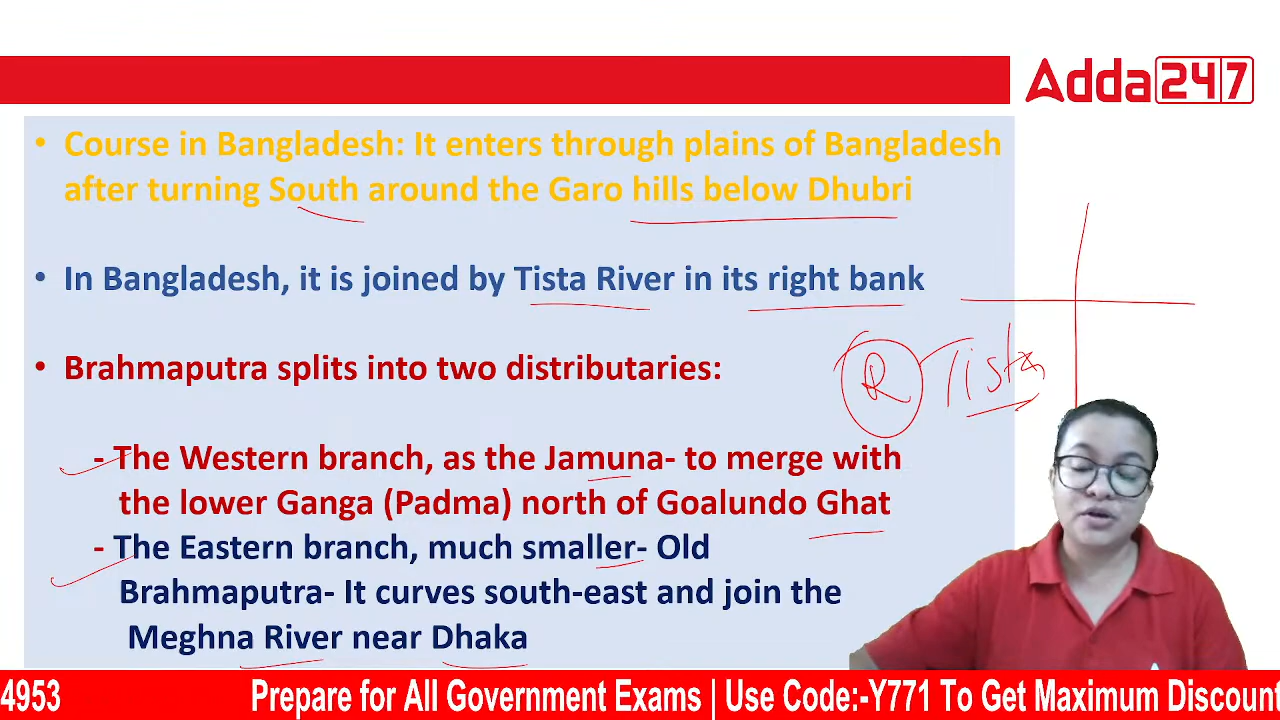 Adda247
• Course in Bangladesh: It enters through plains of Bangladesh
after turning South around the Garo hills below Dhubri
• In Bangladesh, it is joined by Tista River in its right bank
• Brahmaputra splits into two distributaries:
R Tista
- The Western branch, as the Jamuna- to merge with
the lower Ganga (Padma) north of Goalundo Ghat
- The Eastern branch, much smaller- Old
Brahmaputra- It curves south-east and join the
Meghna River near Dhaka
4953 Prepare for All Government Exams | Use Code:-Y771 To Get Maximum Discount